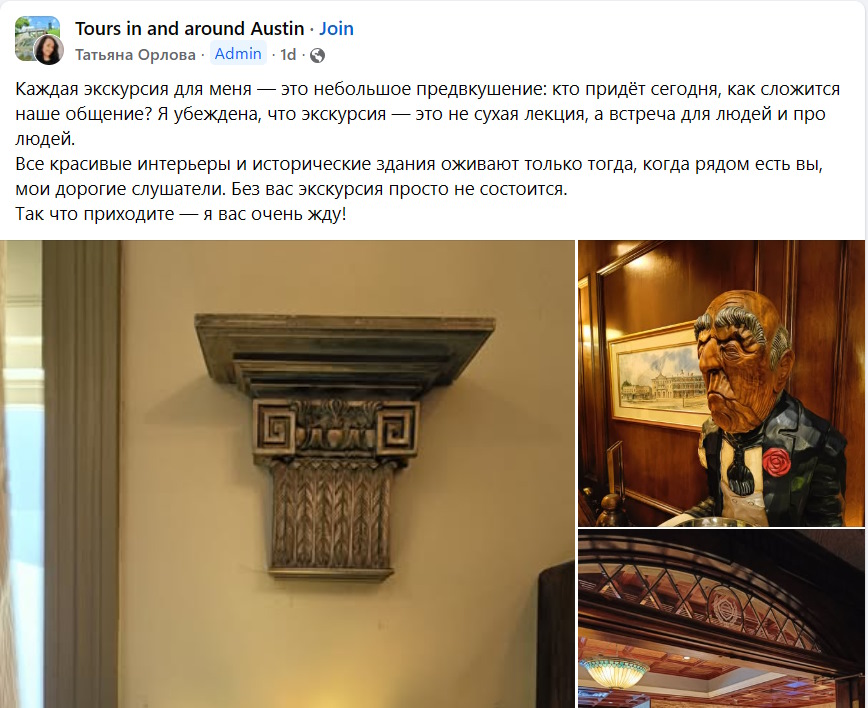 Tours in and around Austin · Join
Татьяна Орлова · Admin · 1d ·
Каждая экскурсия для меня — это небольшое предвкушение: кто придёт сегодня, как сложится
наше общение? Я убеждена, что экскурсия — это не сухая лекция, а встреча для людей и про
людей.
Все красивые интерьеры и исторические здания оживают только тогда, когда рядом есть вы,
мои дорогие слушатели. Без вас экскурсия просто не состоится.
Так что приходите — я вас очень жду!